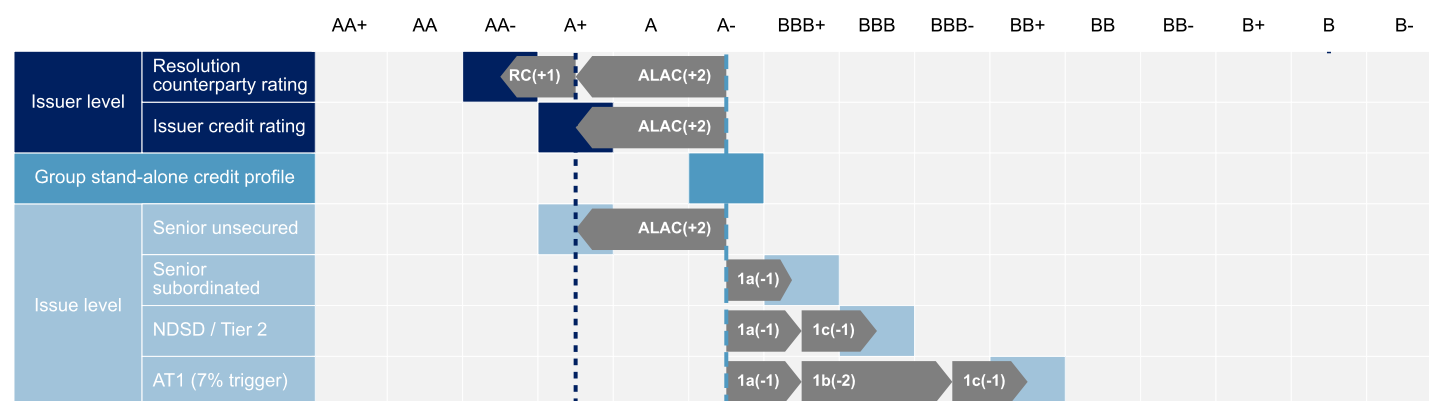 AA+ AA AA- A+ A A- BBB+ BBB BBB- BB+ BB BB- B+ B B-
Issuer level
Resolution
counterparty rating
RC(+1) ALAC(+2)
Issuer credit rating
ALAC(+2)
Group stand-alone credit profile
Issue level
Senior unsecured
ALAC(+2)
Senior
subordinated
1a(-1)
NDSD / Tier 2
1a(-1) 1c(-1)
AT1 (7% trigger)
1a(-1) 1b(-2) 1c(-1)